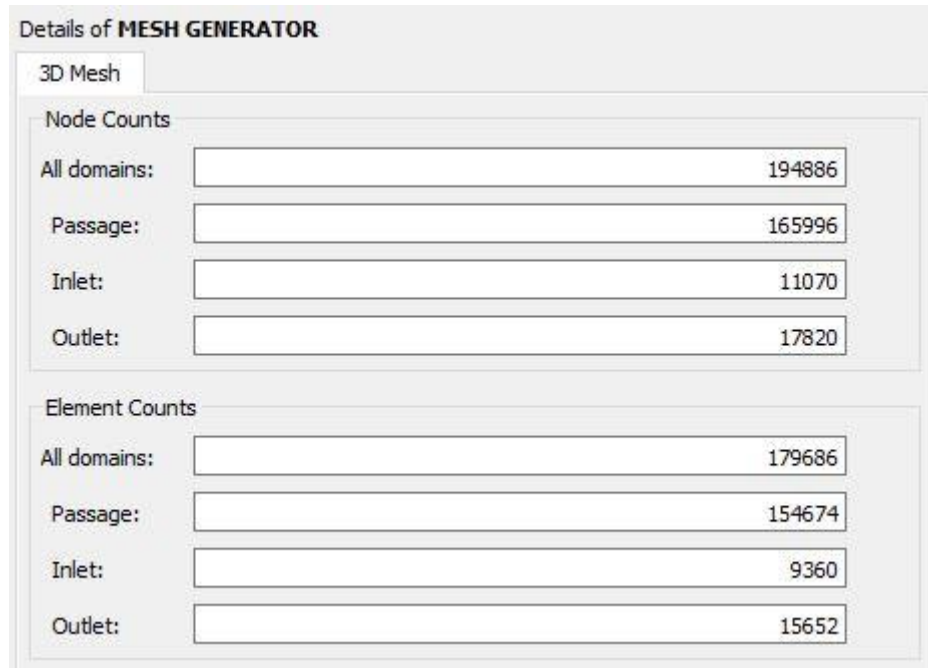 Details of MESH GENERATOR
3D Mesh
Node Counts
All domains: 194886
Passage: 165996
Inlet: 11070
Outlet: 17820
Element Counts
All domains: 179686
Passage: 154674
Inlet: 9360
Outlet: 15652